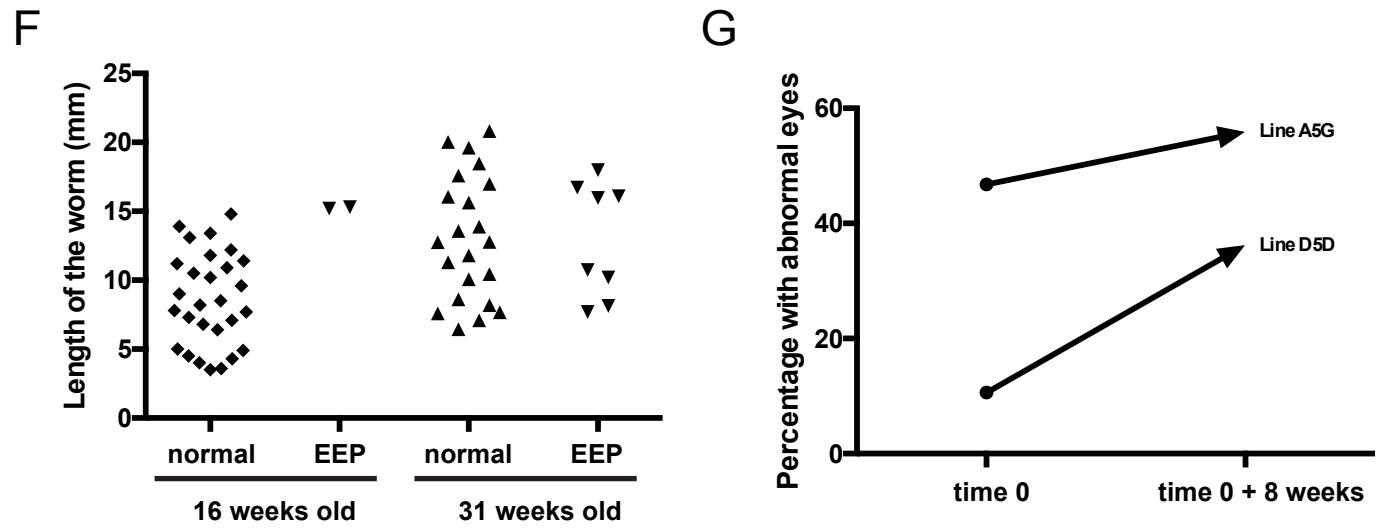 F
Length of the worm (mm)
25
20
15
10
5
0
normal
EEP
normal
EEP
16 weeks old
31 weeks old
G
Percentage with abnormal eyes
60
40
20
0
Line A5G
Line D5D
time 0
time 0 + 8 weeks